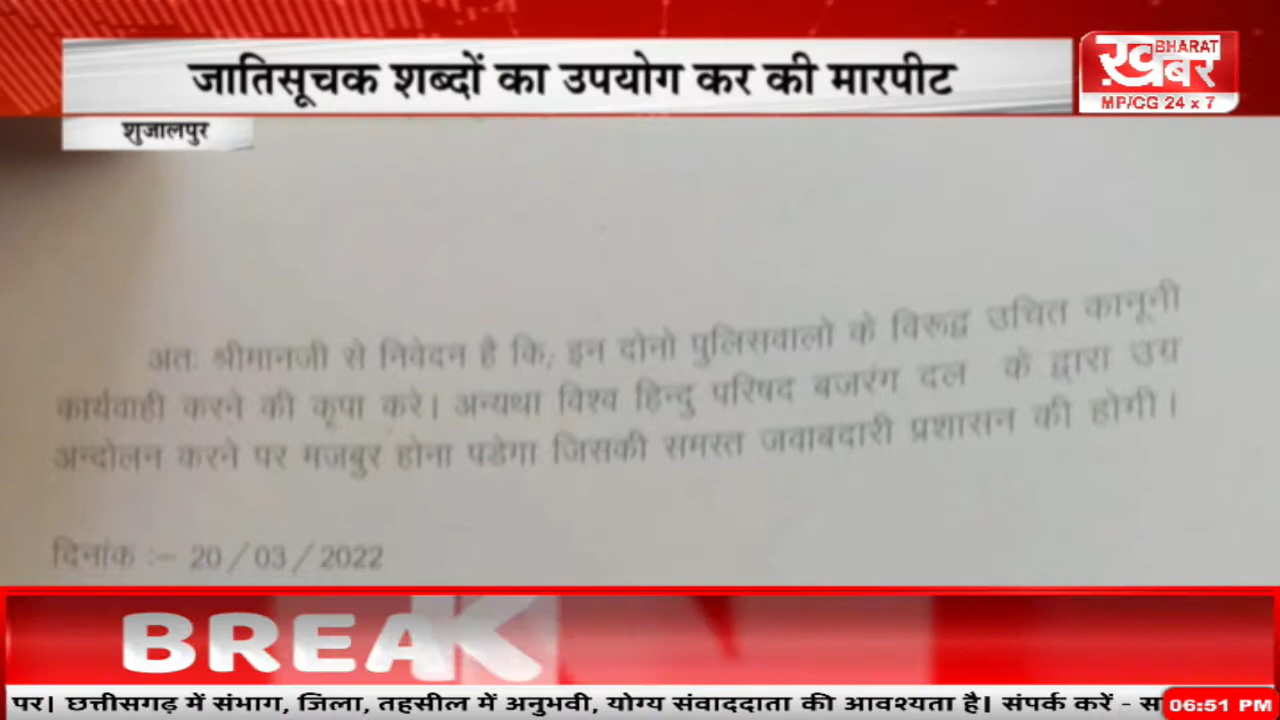 जातिसूचक शब्दों का उपयोग कर की मारपीट
BHARAT
ख़बर
MP/CG 24 x 7
शुजालपुर
अतः श्रीमानजी से निवेदन है कि, इन दोनो पुलिसवालो के विरूद्व उचित कानूनी
कार्यवाही करने की कृपा करे। अन्यथा विश्व हिन्दु परिषद बजरंग दल के द्वारा उग्र
अन्दोलन करने पर मजबुर होना पडेगा जिसकी समस्त जवाबदारी प्रशासन की होगी।
दिनांक :– 20/03/2022
BREAK
पर। छत्तीसगढ़ में संभाग, जिला, तहसील में अनुभवी, योग्य संवाददाता की आवश्यता है। संपर्क करें - स
06:51 PM